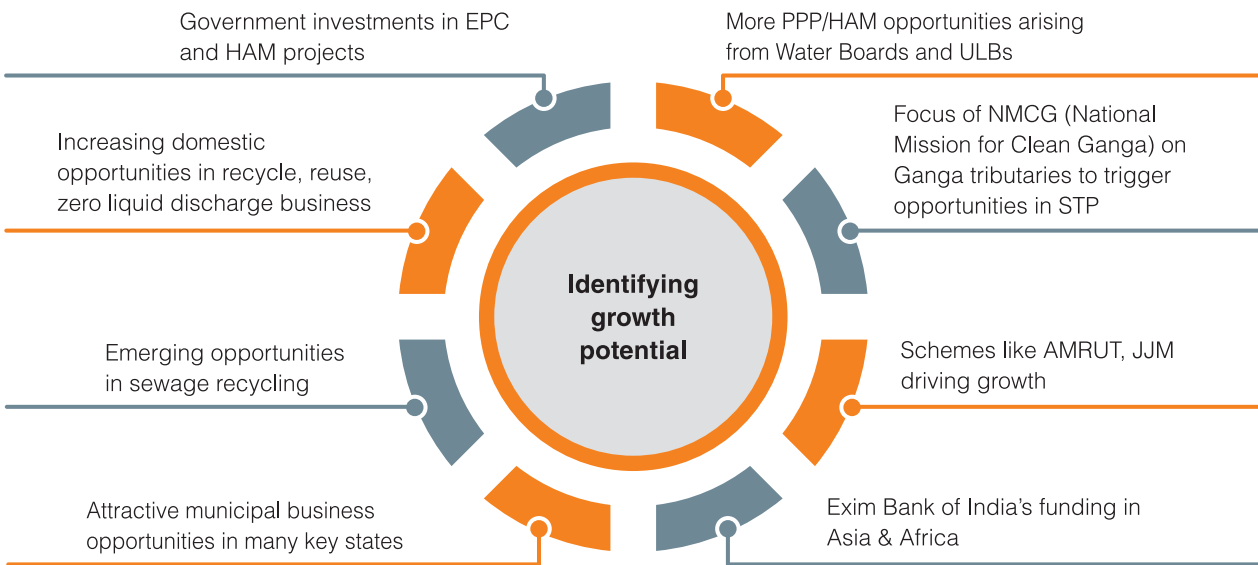 Government investments in EPC
and HAM projects
More PPP/HAM opportunities arising
from Water Boards and ULBs
Increasing domestic
opportunities in recycle, reuse,
zero liquid discharge business
Focus of NMCG (National
Mission for Clean Ganga) on
Ganga tributaries to trigger
opportunities in STP
Identifying
growth
potential
Emerging opportunities
in sewage recycling
Schemes like AMRUT, JJM
driving growth
Attractive municipal business
opportunities in many key states
Exim Bank of India’s funding in
Asia & Africa